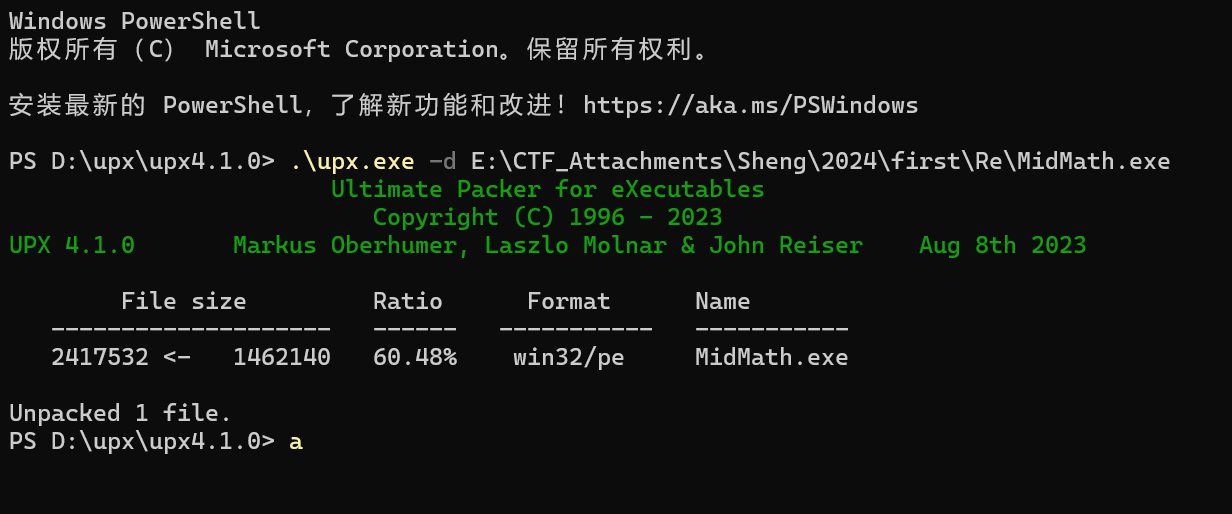 Windows PowerShell
版权所有（C） Microsoft Corporation。保留所有权利。
安装最新的 PowerShell，了解新功能和改进！https://aka.ms/PSWindows
PS D:\upx\upx4.1.0> .\upx.exe -d E:\CTF_Attachments\Sheng\2024\first\Re\MidMath.exe
Ultimate Packer for eXecutables
Copyright (C) 1996 - 2023
UPX 4.1.0       Markus Oberhumer, Laszlo Molnar & John Reiser    Aug 8th 2023
File size         Ratio      Format      Name
--------------------   ------   -----------   -----------
2417532 <-   1462140   60.48%    win32/pe     MidMath.exe
Unpacked 1 file.
PS D:\upx\upx4.1.0> a